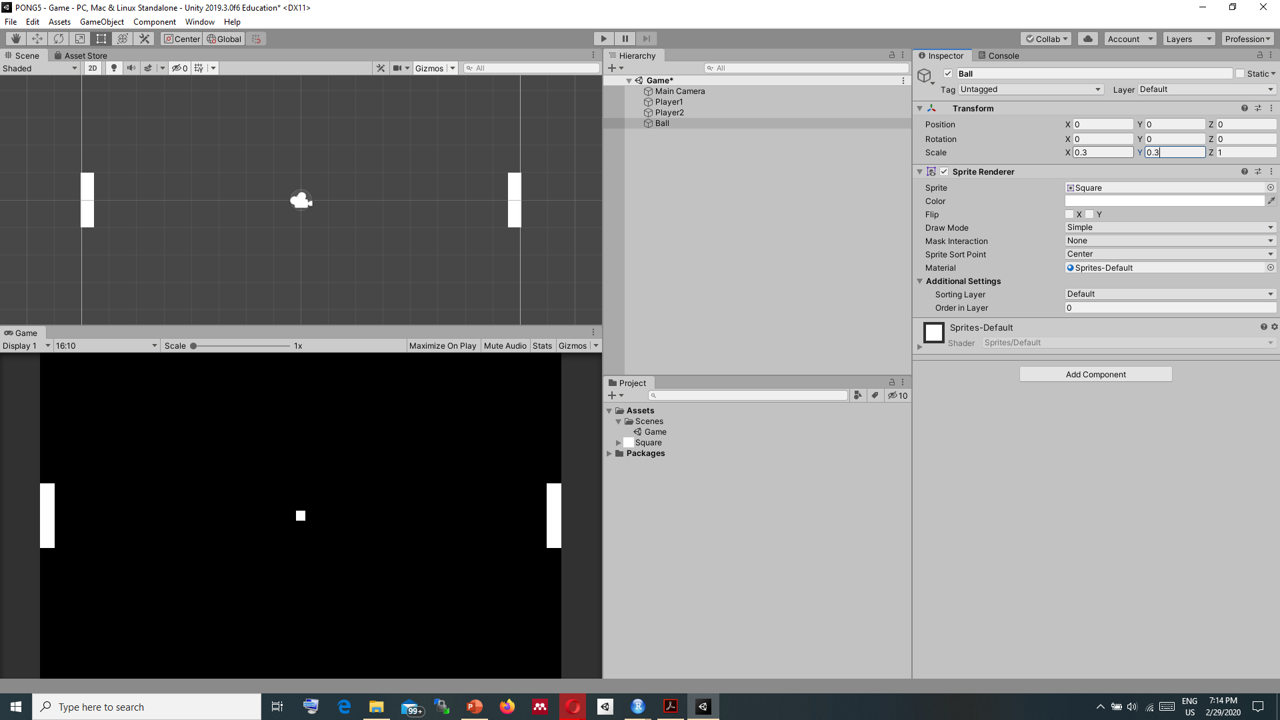 PONG5 - Game - PC, Mac & Linux Standalone - Unity 2019.3.0f6 Education* <DX11>
File Edit Assets GameObject Component Window Help
Center Global
Collab Account Layers Profession
Scene Asset Store
Shaded 2D 0 Gizmos All
Hierarchy
All
Game*
Main Camera
Player1
Player2
Ball
Inspector Console
Ball Static
Tag Untagged Layer Default
Transform
Position X 0 Y 0 Z 0
Rotation X 0 Y 0 Z 0
Scale X 0.3 Y 0.3 Z 1
Sprite Renderer
Sprite Square
Color
Flip X Y
Draw Mode Simple
Mask Interaction None
Sprite Sort Point Center
Material Sprites-Default
Additional Settings
Sorting Layer Default
Order in Layer 0
Sprites-Default
Shader Sprites/Default
Add Component
Game
Display 1 16:10 Scale 1x Maximize On Play Mute Audio Stats Gizmos
Project
10
Assets
Scenes
Game
Square
Packages
Type here to search
99+
ENG
US
7:14 PM
2/29/2020